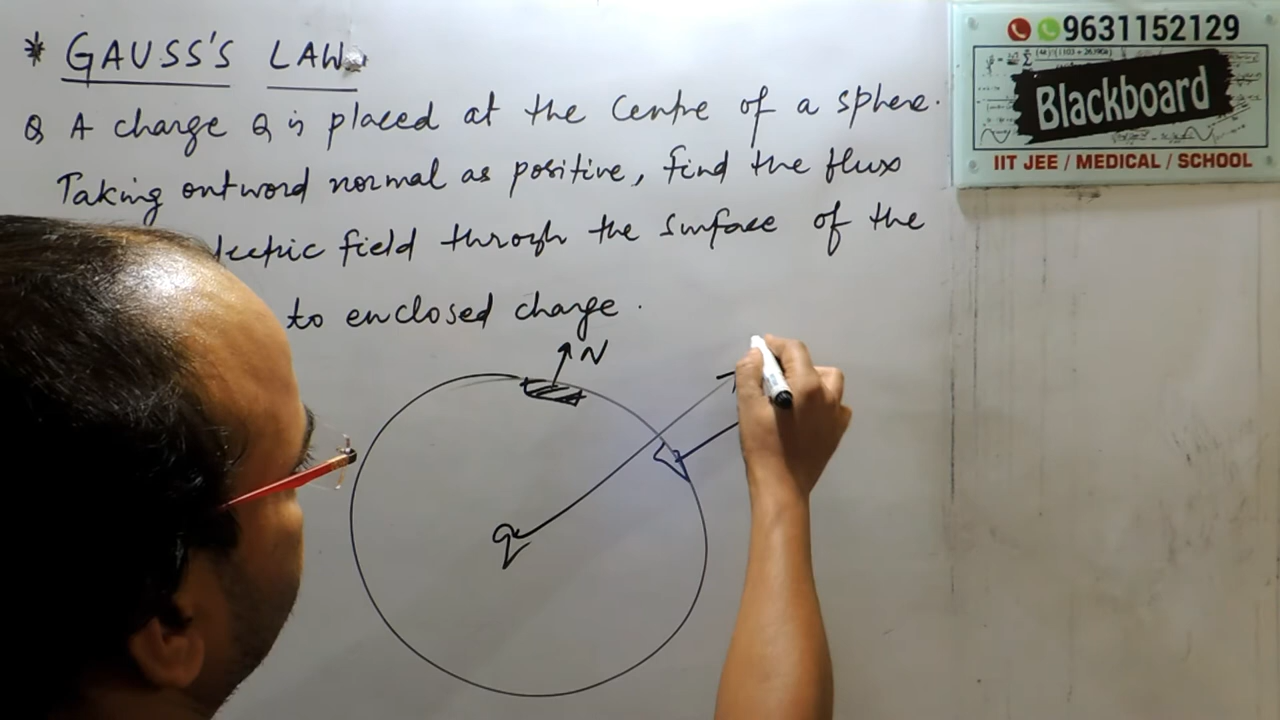 * GAUSS'S LAW
Q A charge Q is placed at the centre of a sphere.
Taking outword normal as positive, find the flux
field through the surface of the
to enclosed charge.
N
q
9631152129
Blackboard
IIT JEE / MEDICAL / SCHOOL